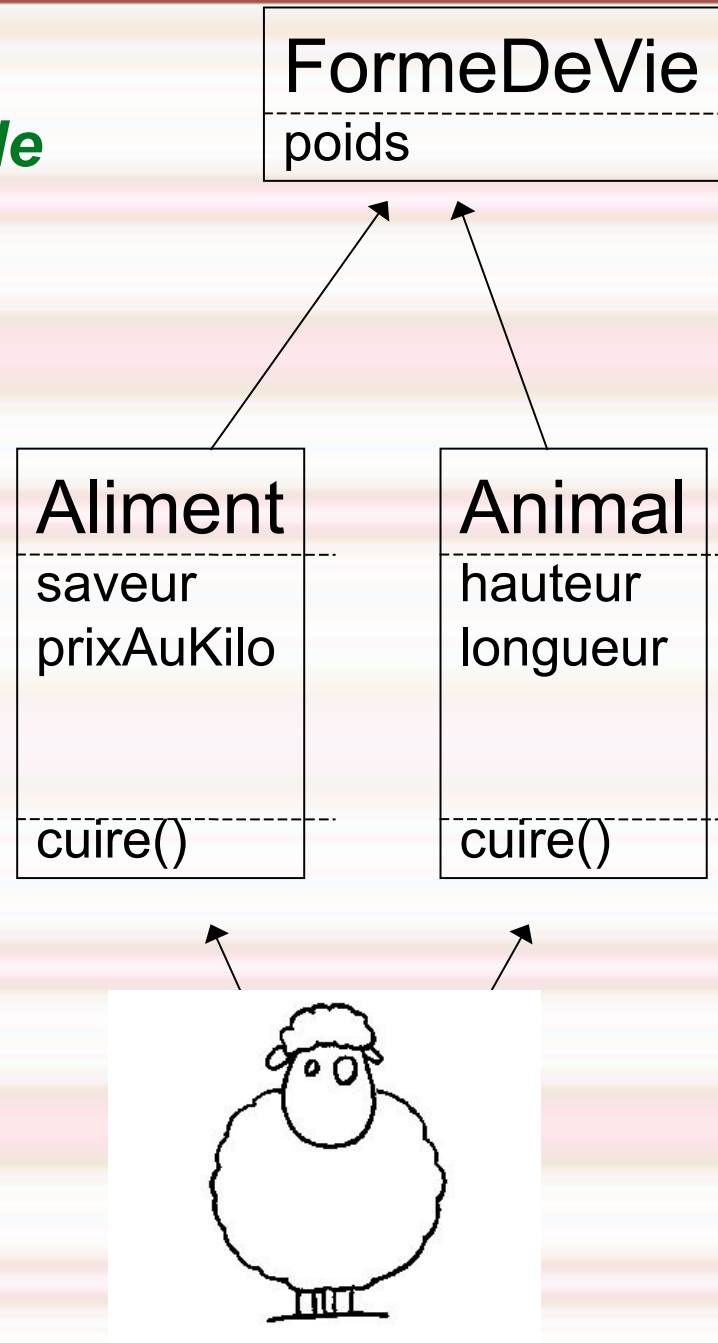 FormeDeVie
poids
Aliment
saveur
prixAuKilo
cuire()
Animal
hauteur
longueur
cuire()